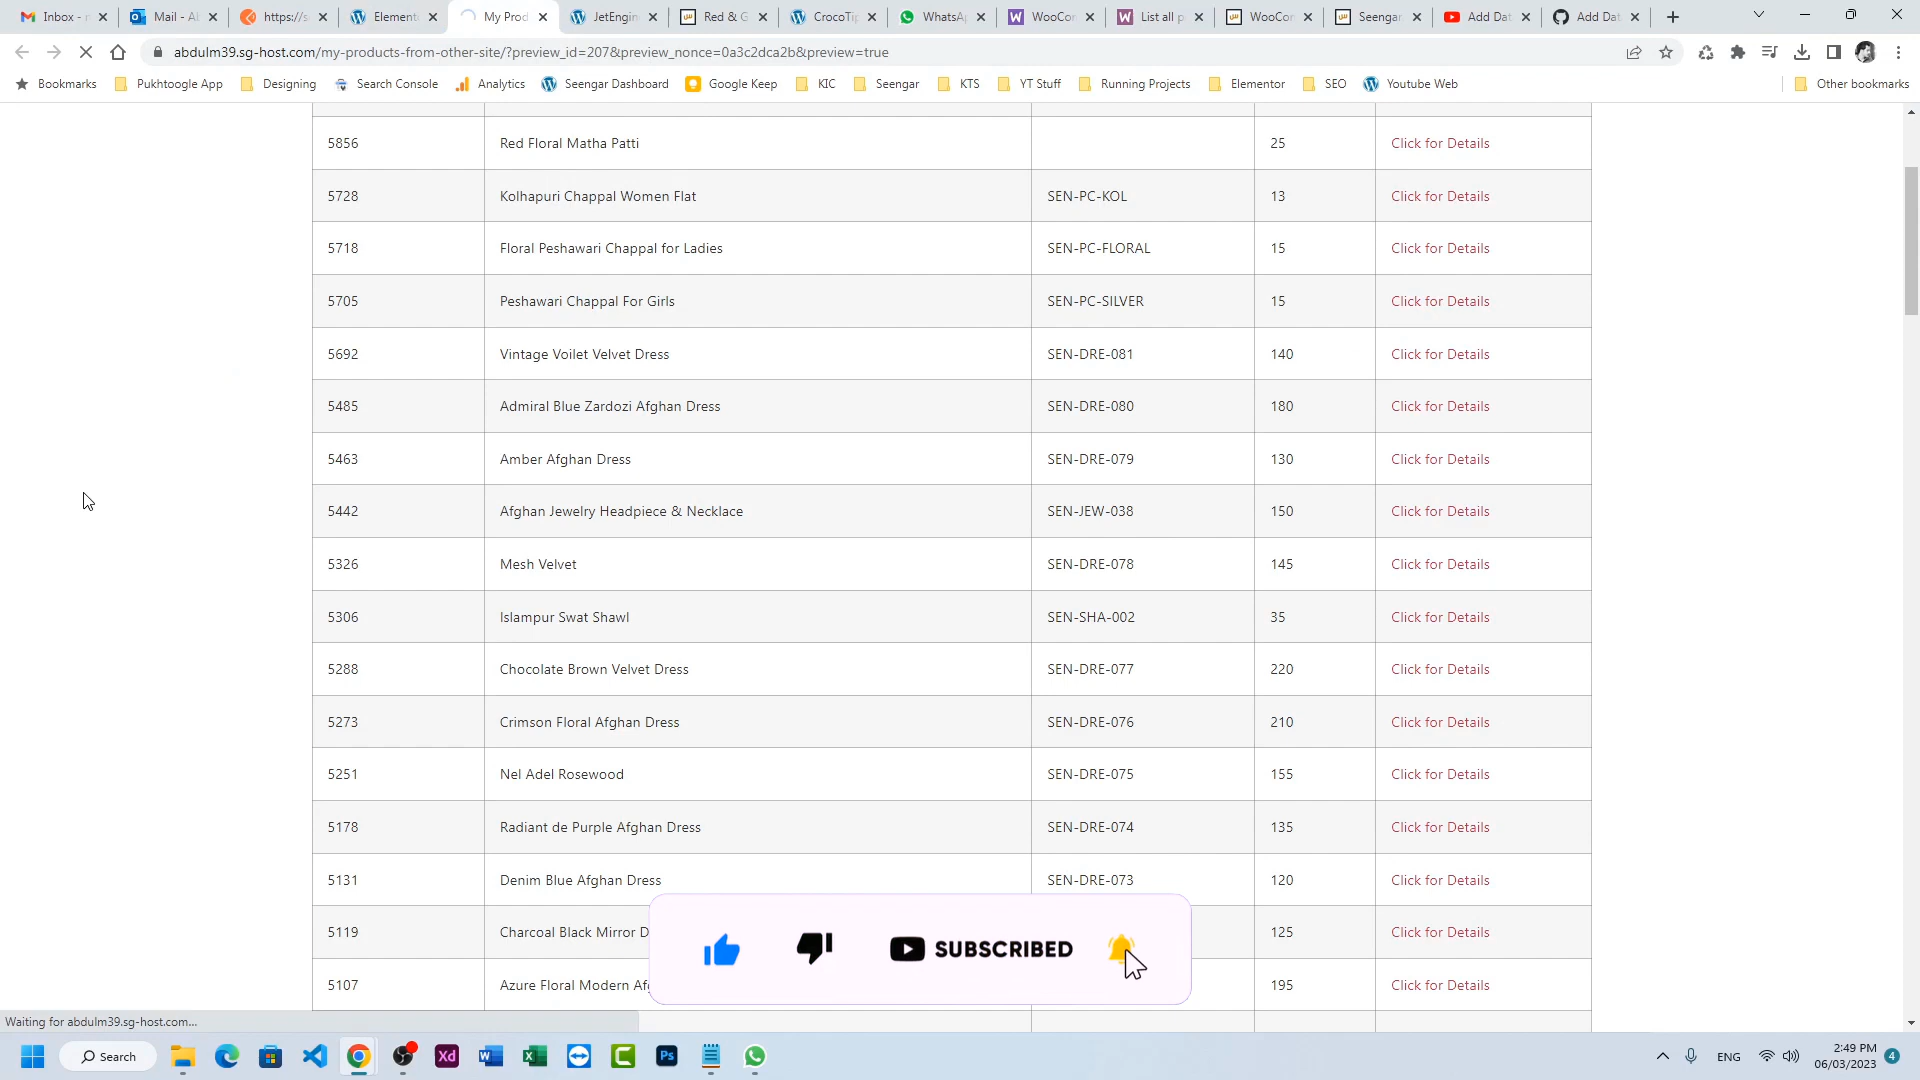 Inbox - n
Mail - A
https://s
Element
My Prod
JetEngin
Red & G
CrocoTip
WhatsA
WooCor
List all p
WooCor
Seengar.
Add Dat
Add Dat
abdulm39.sg-host.com/my-products-from-other-site/?preview_id=207&preview_nonce=0a3c2dca2b&preview=true
Bookmarks Pukhtoogle App Designing Search Console Analytics Seengar Dashboard Google Keep KIC Seengar KTS YT Stuff Running Projects Elementor SEO Youtube Web Other bookmarks
5856 Red Floral Matha Patti 25 Click for Details
5728 Kolhapuri Chappal Women Flat SEN-PC-KOL 13 Click for Details
5718 Floral Peshawari Chappal for Ladies SEN-PC-FLORAL 15 Click for Details
5705 Peshawari Chappal For Girls SEN-PC-SILVER 15 Click for Details
5692 Vintage Voilet Velvet Dress SEN-DRE-081 140 Click for Details
5485 Admiral Blue Zardozi Afghan Dress SEN-DRE-080 180 Click for Details
5463 Amber Afghan Dress SEN-DRE-079 130 Click for Details
5442 Afghan Jewelry Headpiece & Necklace SEN-JEW-038 150 Click for Details
5326 Mesh Velvet SEN-DRE-078 145 Click for Details
5306 Islampur Swat Shawl SEN-SHA-002 35 Click for Details
5288 Chocolate Brown Velvet Dress SEN-DRE-077 220 Click for Details
5273 Crimson Floral Afghan Dress SEN-DRE-076 210 Click for Details
5251 Nel Adel Rosewood SEN-DRE-075 155 Click for Details
5178 Radiant de Purple Afghan Dress SEN-DRE-074 135 Click for Details
5131 Denim Blue Afghan Dress SEN-DRE-073 120 Click for Details
5119 Charcoal Black Mirror D 125 Click for Details
SUBSCRIBED
5107 Azure Floral Modern Af 195 Click for Details
Waiting for abdulm39.sg-host.com...
Search
ENG
2:49 PM
06/03/2023
4